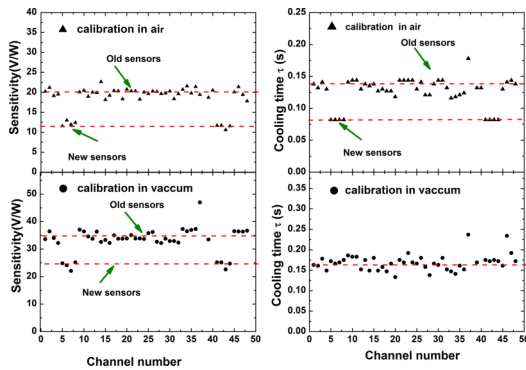 40
35
30
25
20
15
10
5
0
Sensitivity(V/W)
calibration in air
Old sensors
New sensors
0.25
0.20
0.15
0.10
0.05
0.00
Cooling time τ (s)
calibration in air
Old sensors
New sensors
60
50
40
30
20
10
0
Sensitivity(V/W)
calibration in vaccum
Old sensors
New sensors
0 5 10 15 20 25 30 35 40 45 50
Channel number
0.35
0.30
0.25
0.20
0.15
0.10
0.05
0.00
Cooling time τ (s)
calibration in vaccum
0 5 10 15 20 25 30 35 40 45 50
Channel number